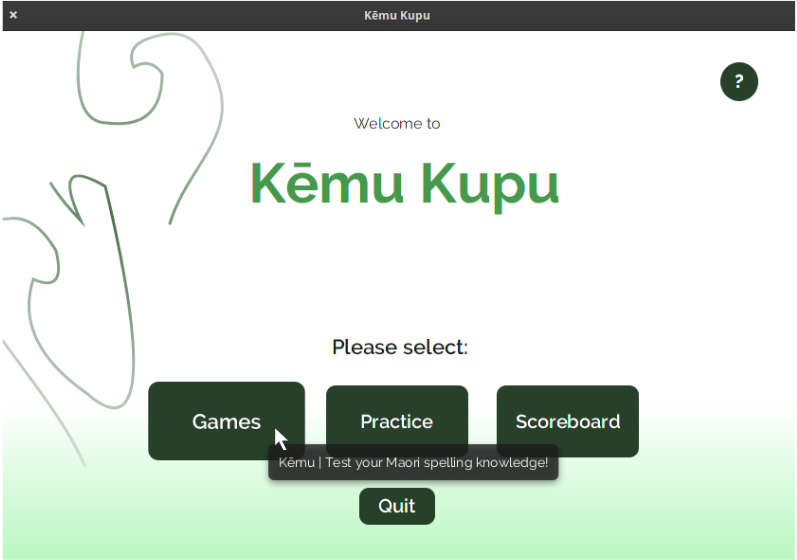 Kēmu Kupu
?
Welcome to
Kēmu Kupu
Please select:
Games
Practice
Scoreboard
Kēmu | Test your Maori spelling knowledge!
Quit